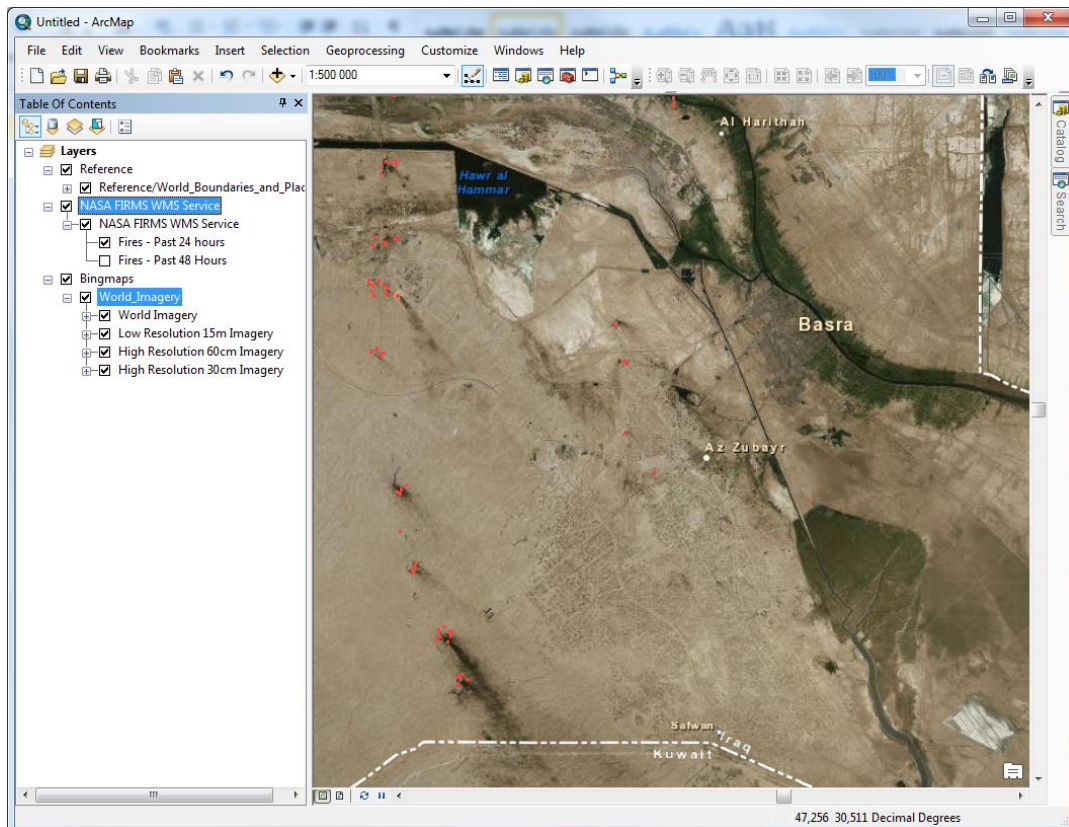 Untitled - ArcMap
File Edit View Bookmarks Insert Selection Geoprocessing Customize Windows Help
1:500 000
100%
Table Of Contents
Layers
Reference
Reference/World_Boundaries_and_Plac
NASA FIRMS WMS Service
NASA FIRMS WMS Service
Fires - Past 24 hours
Fires - Past 48 Hours
Bingmaps
World_Imagery
World Imagery
Low Resolution 15m Imagery
High Resolution 60cm Imagery
High Resolution 30cm Imagery
Al Harithah
Hawr al
Hammar
Basra
Az Zubayr
Safwan
Iraq
Kuwait
Catalog
Search
47,256 30,511 Decimal Degrees